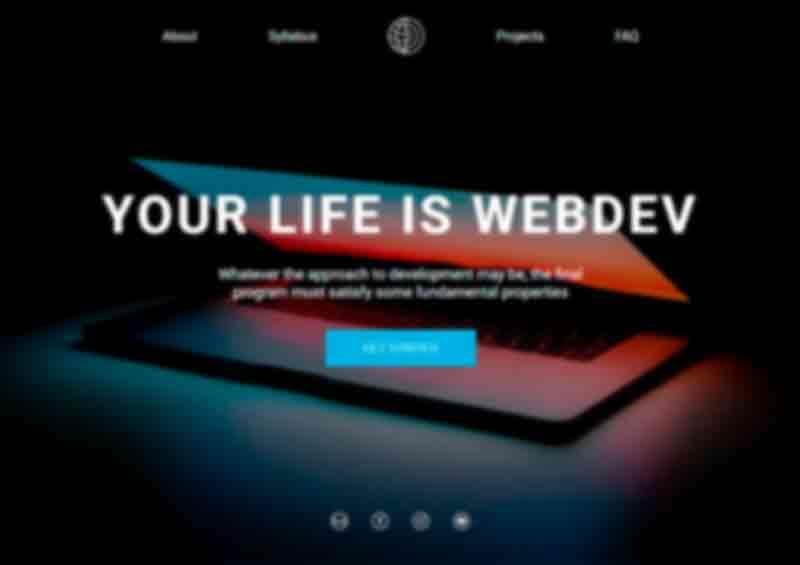 About Syllabus Projects FAQ
YOUR LIFE IS WEBDEV
Whatever the approach to development may be, the final
program must satisfy some fundamental properties